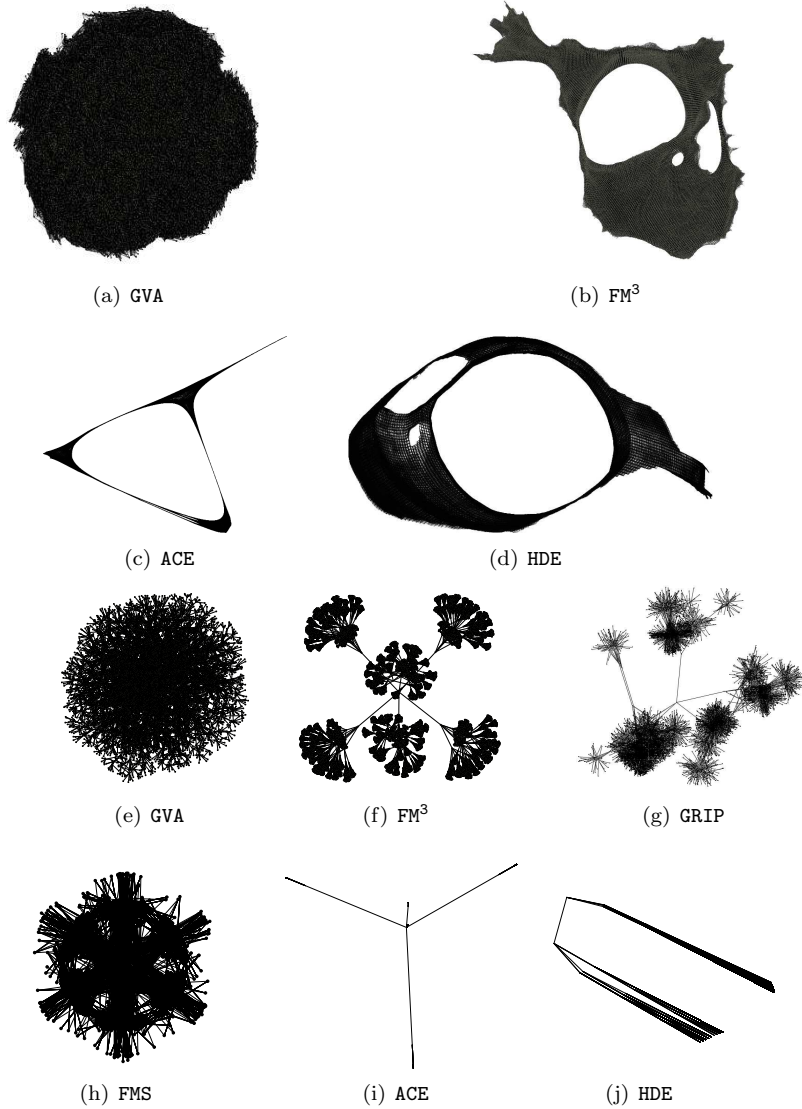 (a) GVA
(b) FM³
(c) ACE
(d) HDE
(e) GVA
(f) FM³
(g) GRIP
(h) FMS
(i) ACE
(j) HDE